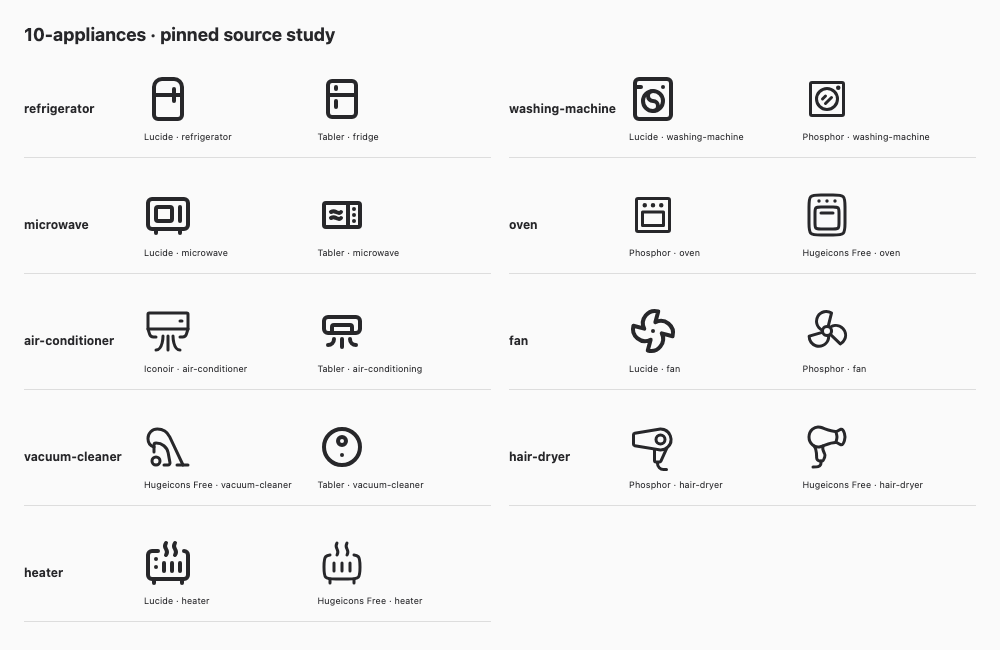 10-appliances · pinned source study
refrigerator
Lucide · refrigerator
Tabler · fridge
washing-machine
Lucide · washing-machine
Phosphor · washing-machine
microwave
Lucide · microwave
Tabler · microwave
oven
Phosphor · oven
Hugeicons Free · oven
air-conditioner
Iconoir · air-conditioner
Tabler · air-conditioning
fan
Lucide · fan
Phosphor · fan
vacuum-cleaner
Hugeicons Free · vacuum-cleaner
Tabler · vacuum-cleaner
hair-dryer
Phosphor · hair-dryer
Hugeicons Free · hair-dryer
heater
Lucide · heater
Hugeicons Free · heater